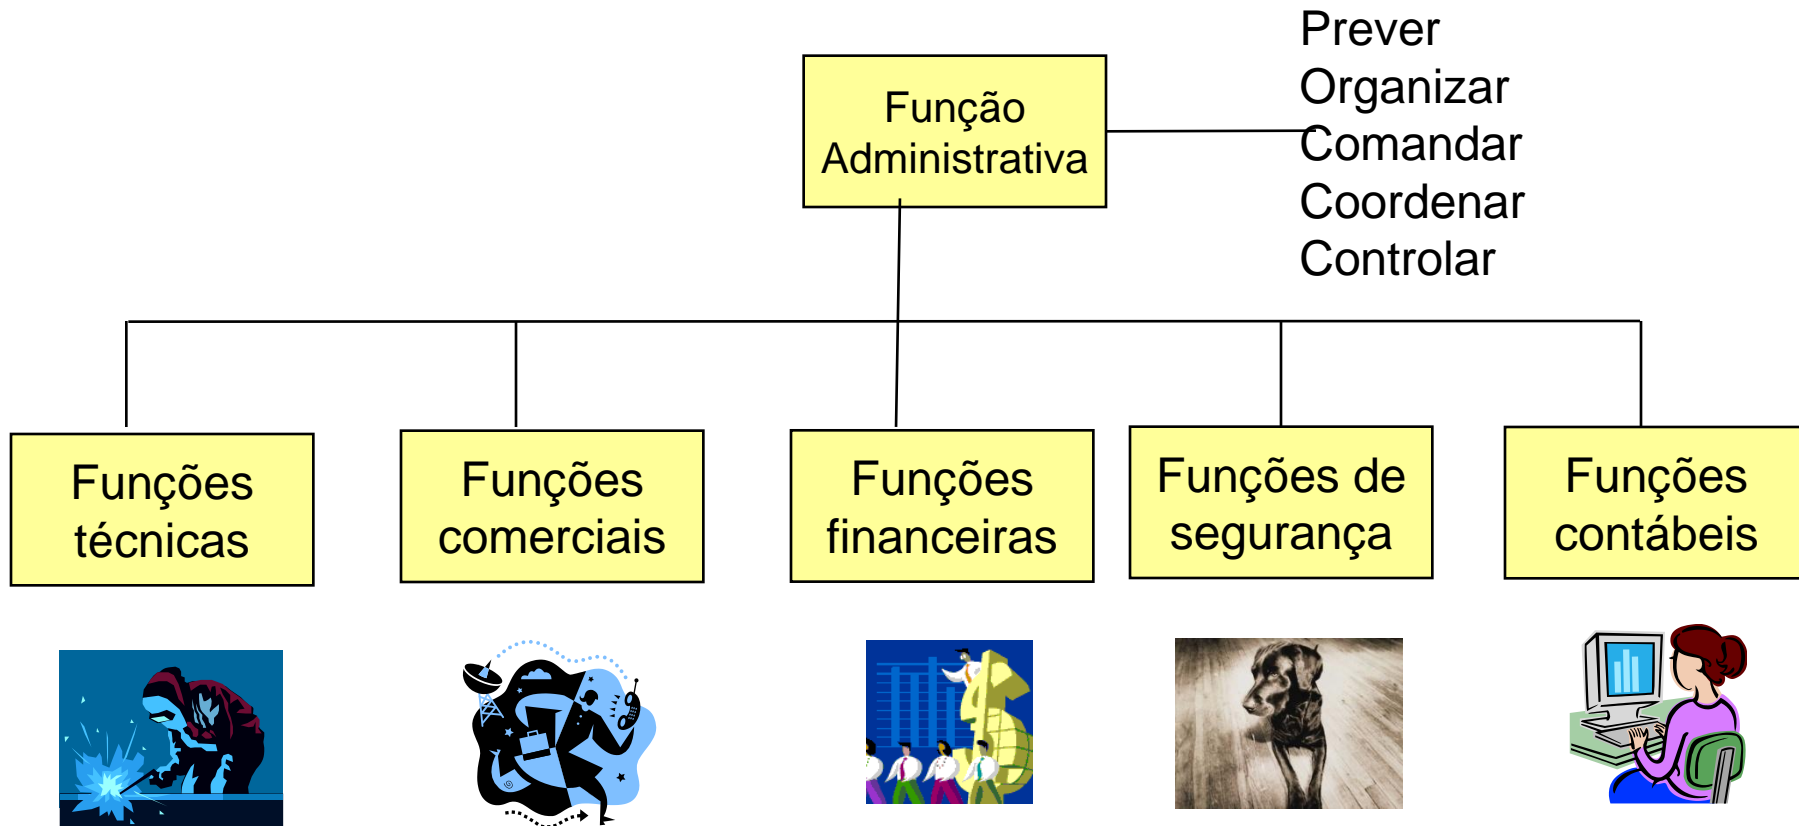 Prever
Organizar
Comandar
Coordenar
Controlar
Função
Administrativa
Funções
técnicas
Funções
comerciais
Funções
financeiras
Funções de
segurança
Funções
contábeis